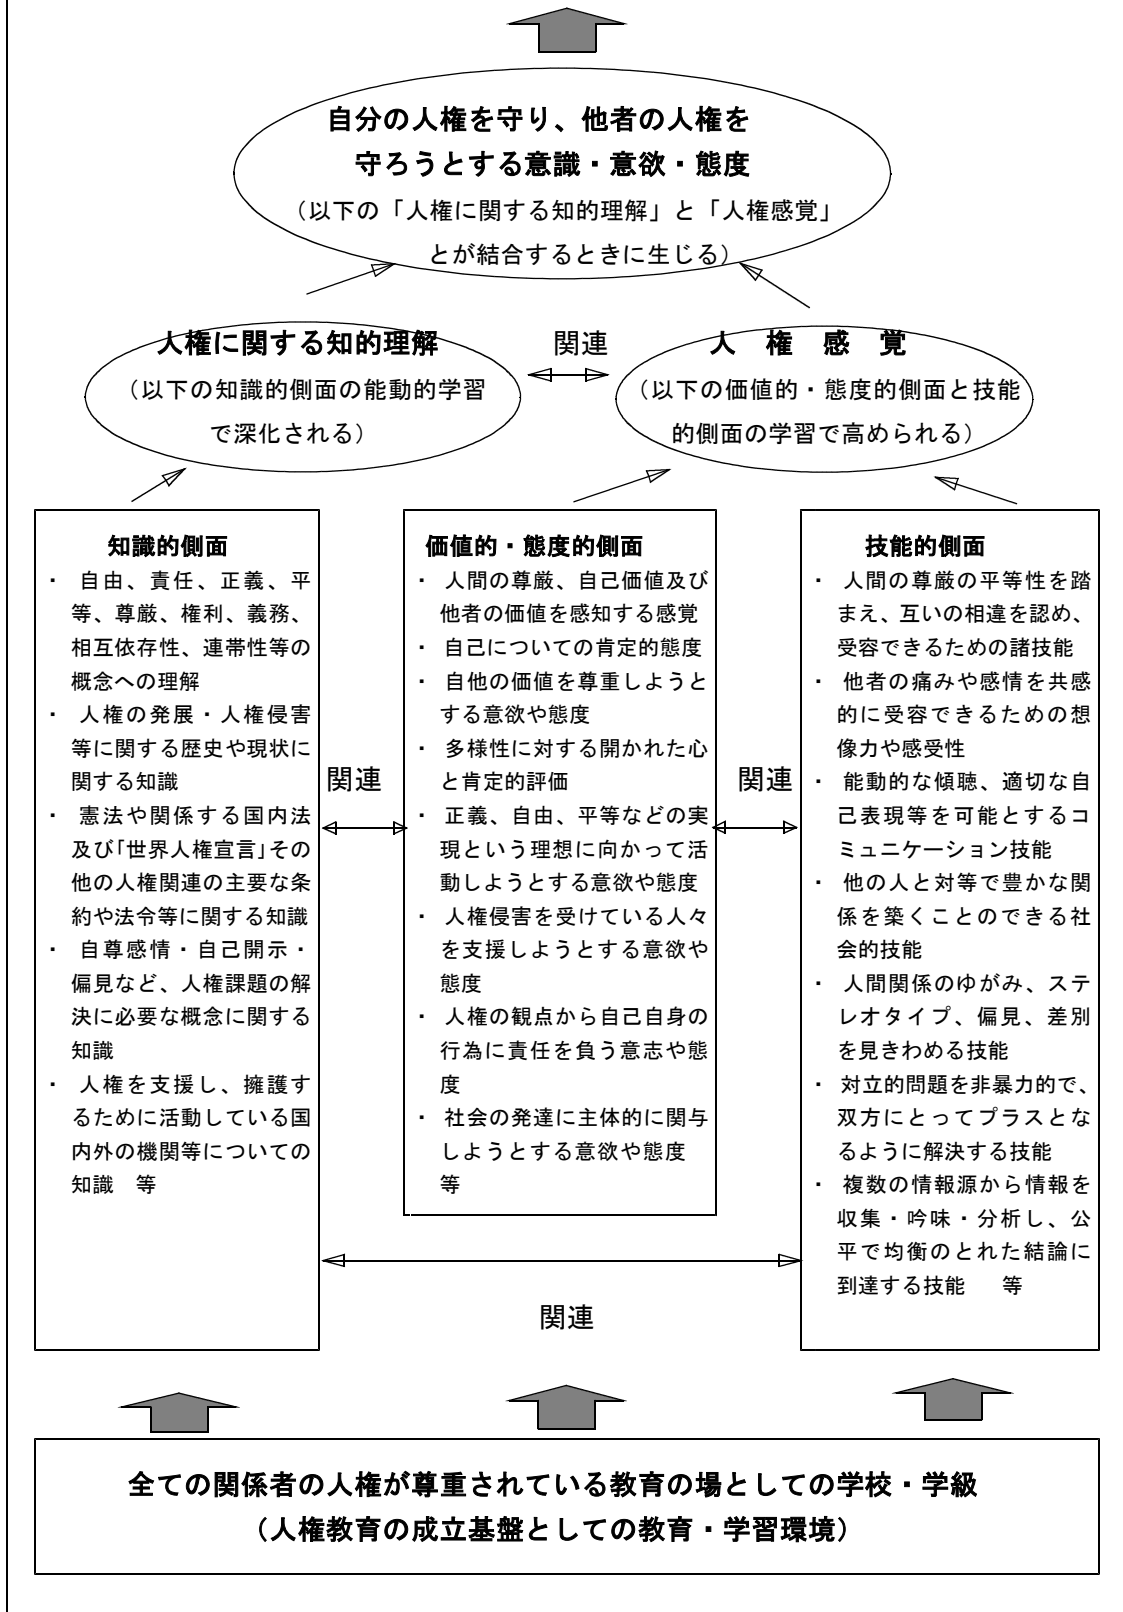 自分の人権を守り、他者の人権を
守ろうとする意識・意欲・態度
（以下の「人権に関する知的理解」と「人権感覚」
とが結合するときに生じる）
人権に関する知的理解
（以下の知識的側面の能動的学習
で深化される）
関連
人　権　感　覚
（以下の価値的・態度的側面と技能
的側面の学習で高められる）
知識的側面
・ 自由、責任、正義、平
等、尊厳、権利、義務、
相互依存性、連帯性等の
概念への理解
・ 人権の発展・人権侵害
等に関する歴史や現状に
関する知識
・ 憲法や関係する国内法
及び「世界人権宣言」その
他の人権関連の主要な条
約や法令等に関する知識
・ 自尊感情・自己開示・
偏見など、人権課題の解
決に必要な概念に関する
知識
・ 人権を支援し、擁護す
るために活動している国
内外の機関等についての
知識　等
関連
価値的・態度的側面
・ 人間の尊厳、自己価値及び
他者の価値を感知する感覚
・ 自己についての肯定的態度
・ 自他の価値を尊重しようと
する意欲や態度
・ 多様性に対する開かれた心
と肯定的評価
・ 正義、自由、平等などの実
現という理想に向かって活
動しようとする意欲や態度
・ 人権侵害を受けている人々
を支援しようとする意欲や
態度
・ 人権の観点から自己自身の
行為に責任を負う意志や態
度
・ 社会の発達に主体的に関与
しようとする意欲や態度
等
関連
技能的側面
・ 人間の尊厳の平等性を踏
まえ、互いの相違を認め、
受容できるための諸技能
・ 他者の痛みや感情を共感
的に受容できるための想
像力や感受性
・ 能動的な傾聴、適切な自
己表現等を可能とするコ
ミュニケーション技能
・ 他の人と対等で豊かな関
係を築くことのできる社
会的技能
・ 人間関係のゆがみ、ステ
レオタイプ、偏見、差別
を見きわめる技能
・ 対立的問題を非暴力的で、
双方にとってプラスとな
るように解決する技能
・ 複数の情報源から情報を
収集・吟味・分析し、公
平で均衡のとれた結論に
到達する技能　等
関連
全ての関係者の人権が尊重されている教育の場としての学校・学級
（人権教育の成立基盤としての教育・学習環境）